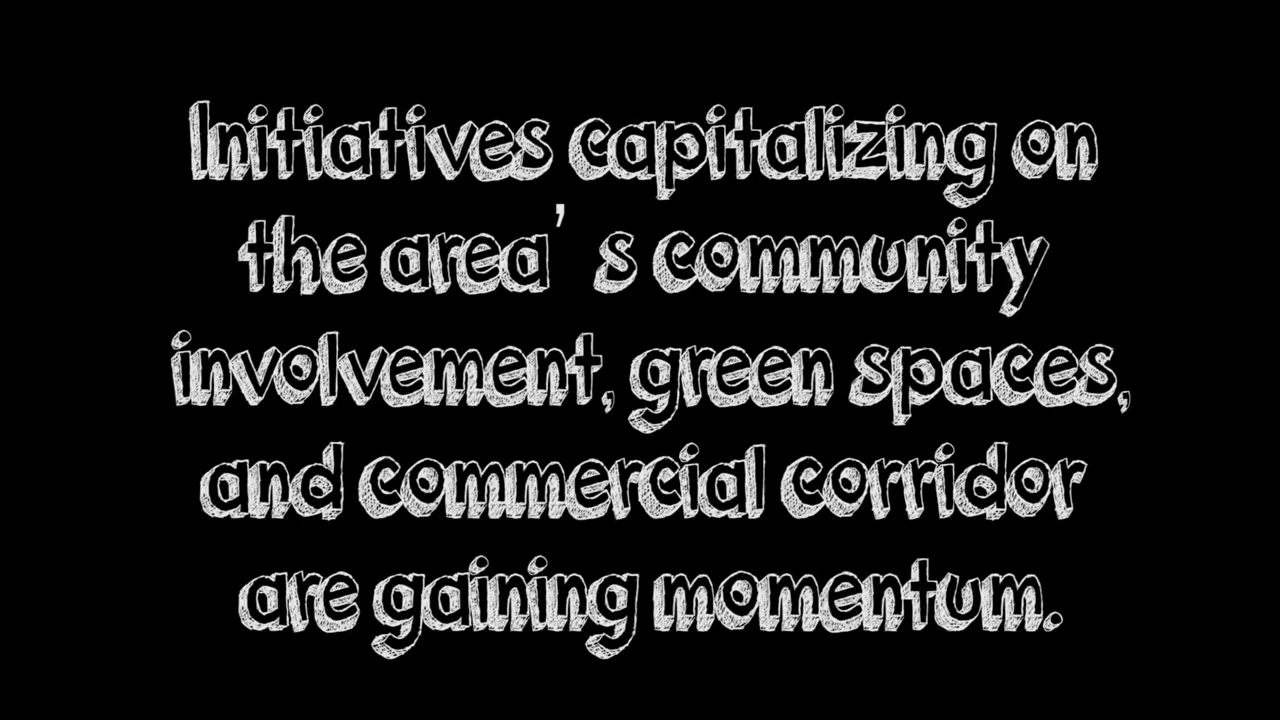 Initiatives capitalizing on
the area’s community
involvement, green spaces,
and commercial corridor
are gaining momentum.